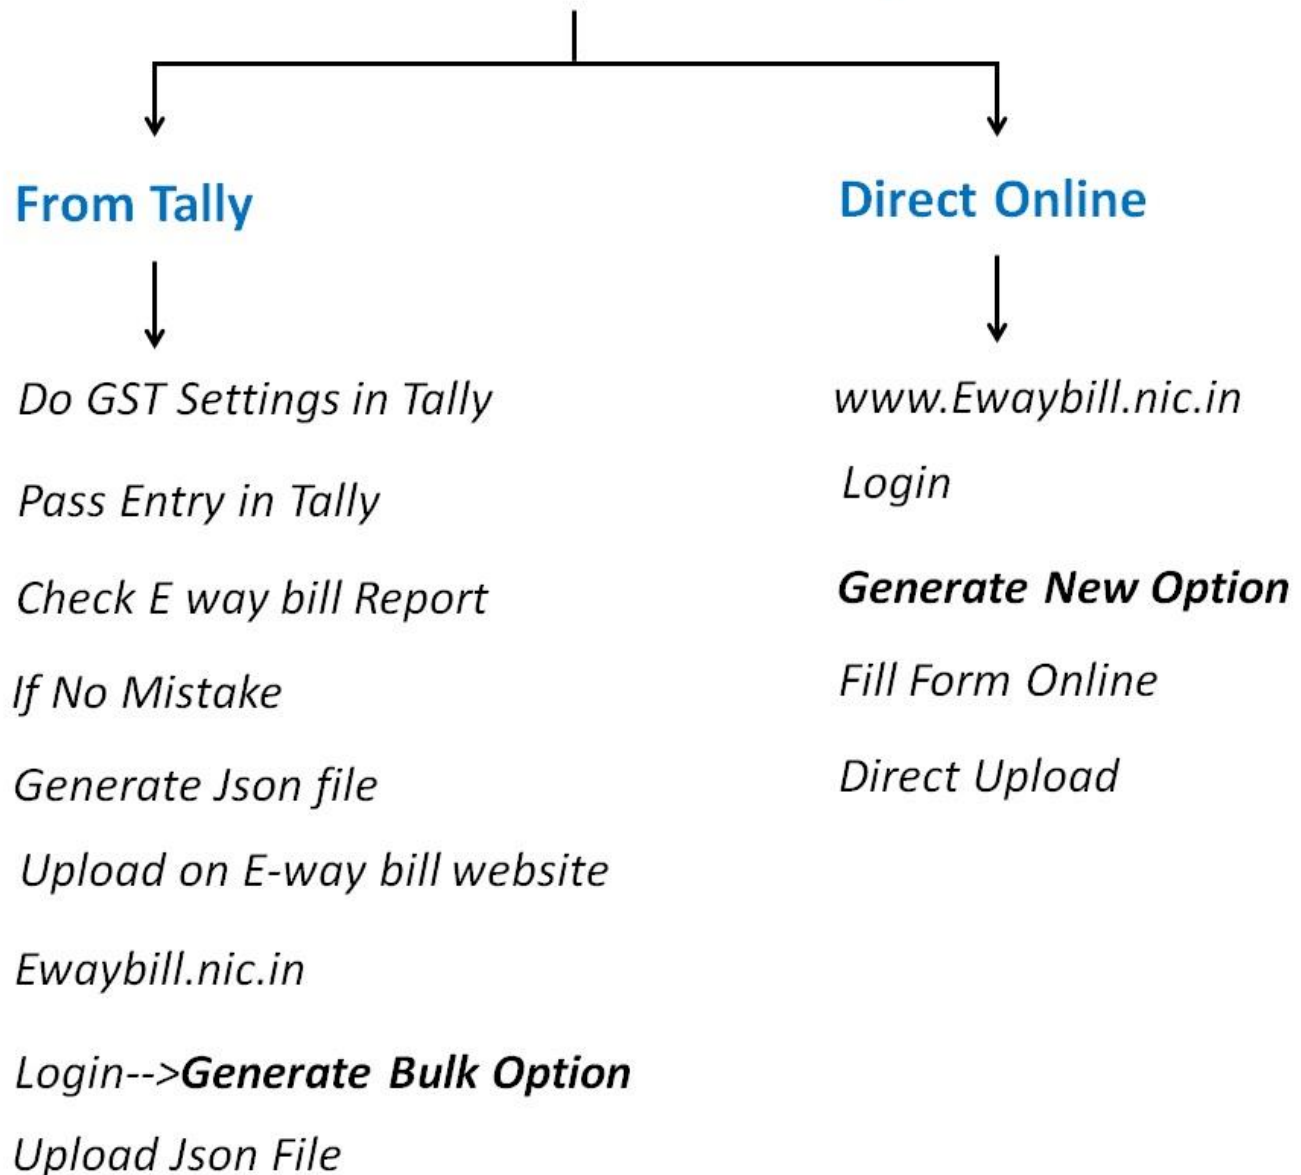 From Tally
Do GST Settings in Tally
Pass Entry in Tally
Check E way bill Report
If No Mistake
Generate Json file
Upload on E-way bill website
Ewaybill.nic.in
Login-->Generate Bulk Option
Upload Json File
Direct Online
www.Ewaybill.nic.in
Login
Generate New Option
Fill Form Online
Direct Upload